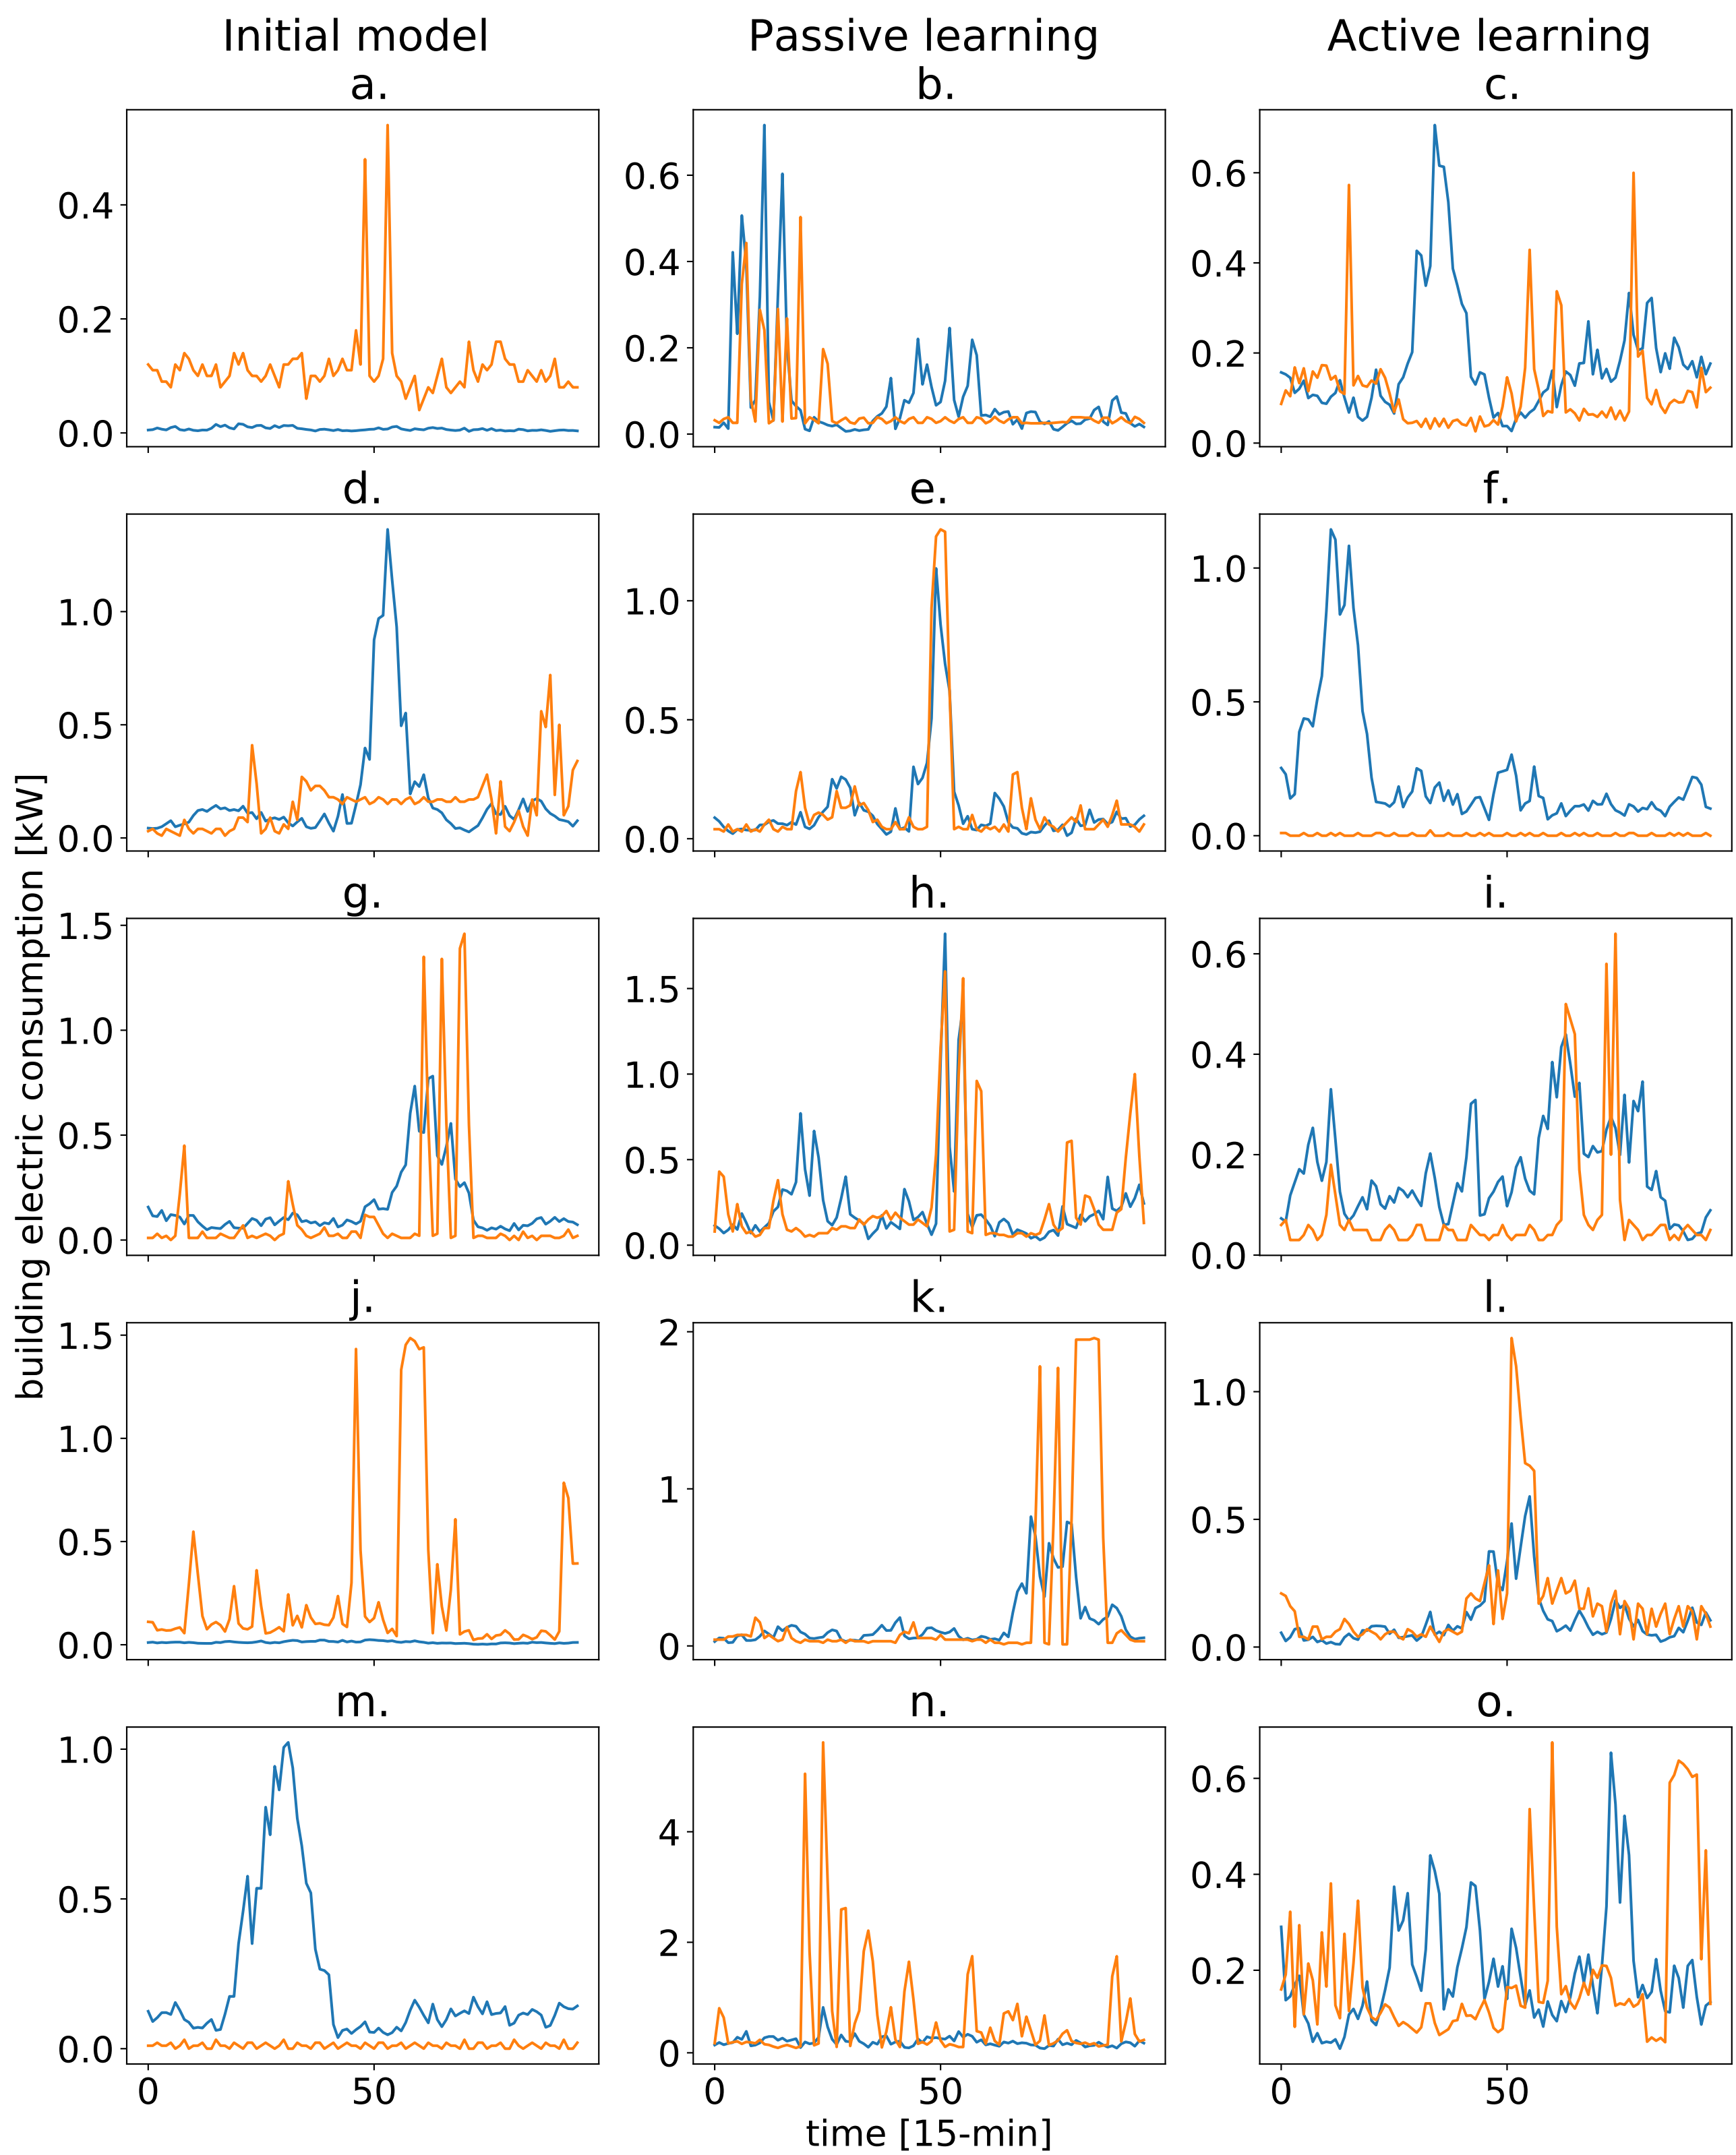 Initial model
Passive learning
Active learning
a.
b.
c.
0.4
0.2
0.0
0.6
0.4
0.2
0.0
0.6
0.4
0.2
0.0
d.
e.
f.
1.0
0.5
0.0
1.0
0.5
0.0
1.0
0.5
0.0
building electric consumption [kW]
g.
h.
i.
1.5
1.0
0.5
0.0
1.5
1.0
0.5
0.0
0.6
0.4
0.2
0.0
j.
k.
l.
1.5
1.0
0.5
0.0
2
1
0
1.0
0.5
0.0
m.
n.
o.
1.0
0.5
0.0
4
2
0
0.6
0.4
0.2
0
50
0
50
0
50
time [15-min]